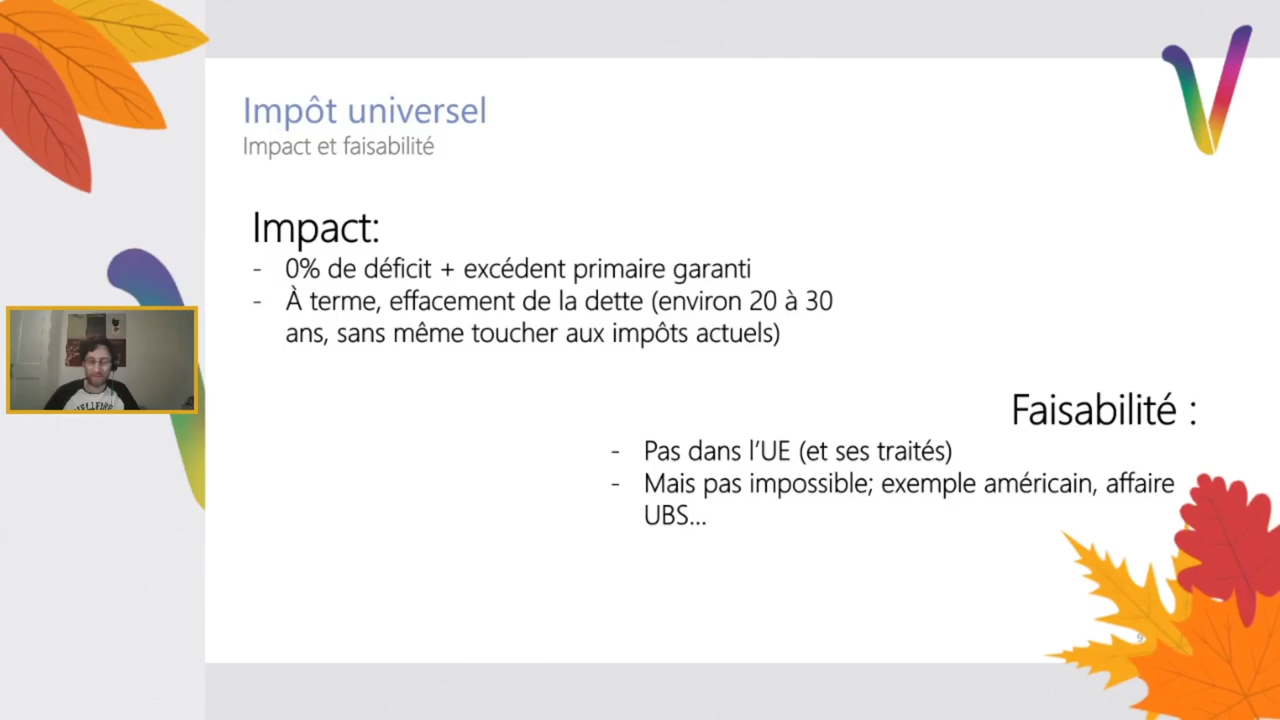 Impôt universel
Impact et faisabilité
Impact:
- 0% de déficit + excédent primaire garanti
- À terme, effacement de la dette (environ 20 à 30
ans, sans même toucher aux impôts actuels)
Faisabilité :
- Pas dans l'UE (et ses traités)
- Mais pas impossible; exemple américain, affaire
UBS...
9